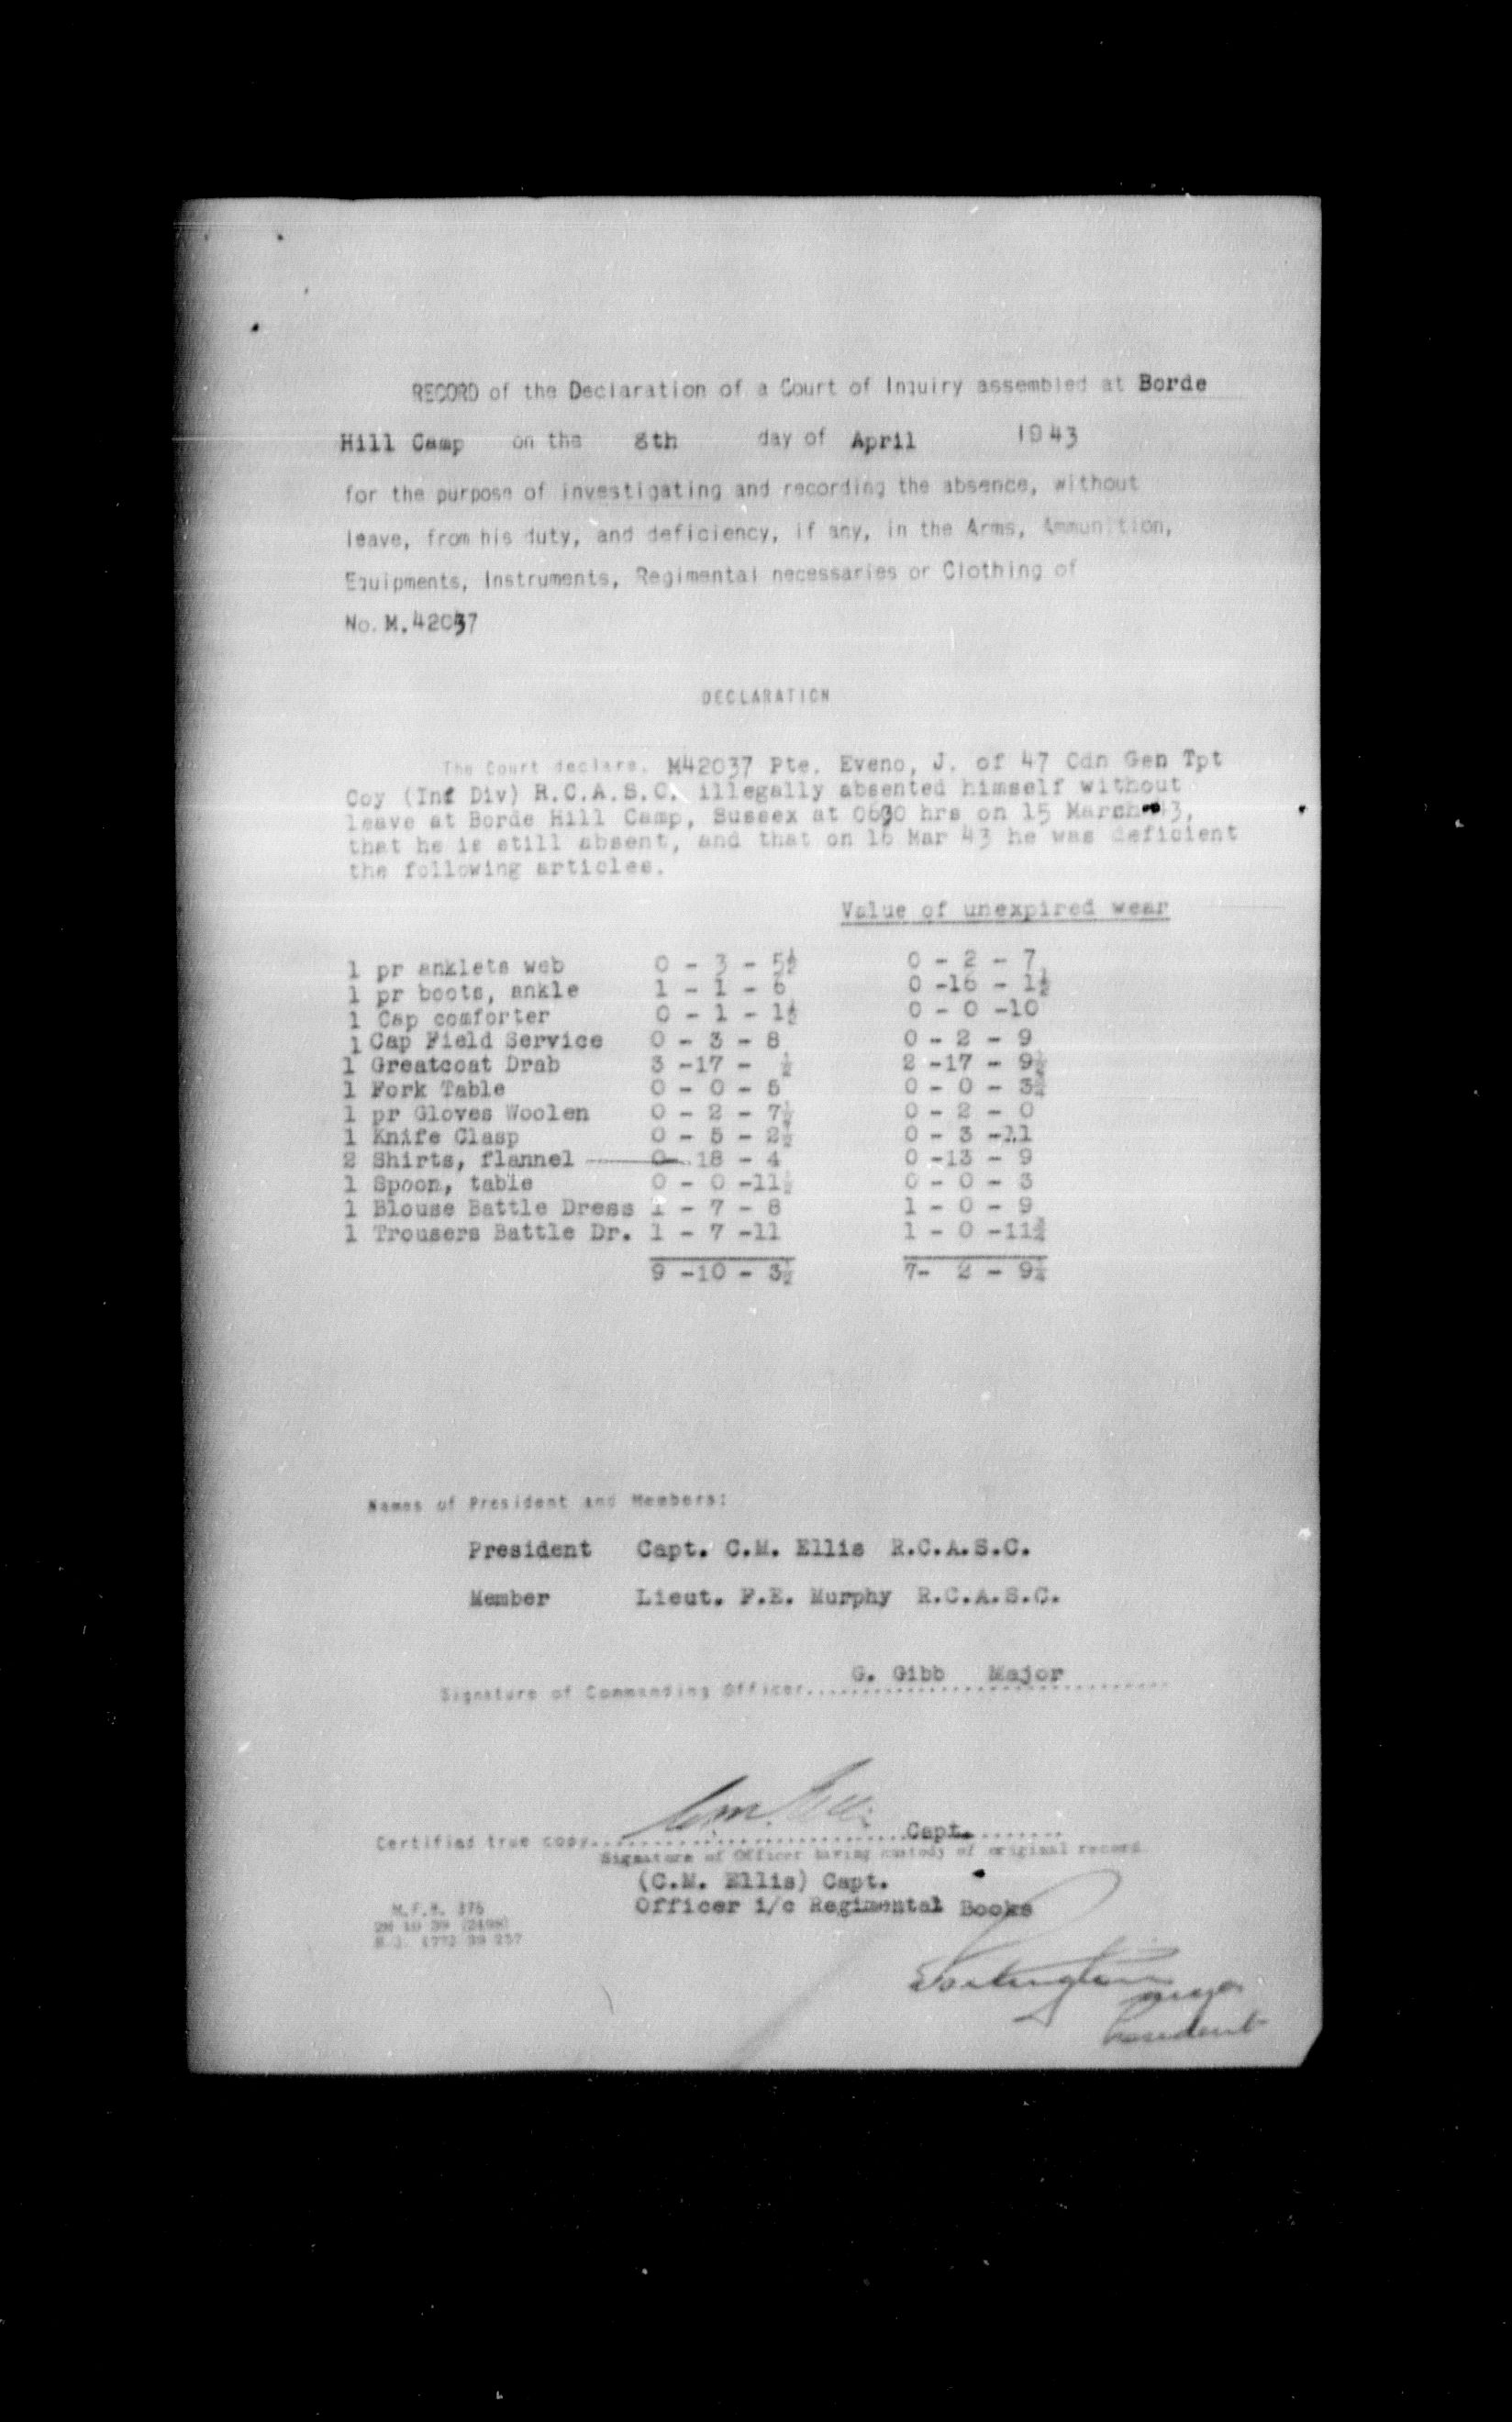 RECORD of the Declaration of a Court of Inquiry assembled at Borde
Hill Camp on the 8th day of April 1943
for the purpose of investigating and recording the absence, without
leave, from his duty, and deficiency, if any, in the Arms, Ammunition,
Equipments, Instruments, Regimental necessaries or Clothing of
No. M.42037
DECLARATION
The Court declare, M42037 Pte. Eveno, J. of 47 Cdn Gen Tpt
Coy (Inf Div) R.C.A.S.C. illegally absented himself without
leave at Borde Hill Camp, Sussex at 0600 hrs on 15 March 43,
that he is still absent, and that on 16 Mar 43 he was deficient
the following articles.
Value of unexpired wear
1 pr anklets web 0 - 3 - 5½ 0 - 2 - 7
1 pr boots, ankle 1 - 1 - 6 0 -16 - 1½
1 Cap comforter 0 - 1 - 1½ 0 - 0 -10
1 Cap Field Service 0 - 3 - 8 0 - 2 - 9
1 Greatcoat Drab 3 -17 - ½ 2 -17 - 9½
1 Fork Table 0 - 0 - 5 0 - 0 - 3¾
1 pr Gloves Woolen 0 - 2 - 7½ 0 - 2 - 0
1 Knife Clasp 0 - 5 - 2½ 0 - 3 -11
2 Shirts, flannel 0 - 18 - 4 0 -13 - 9
1 Spoon, table 0 - 0 -11½ 0 - 0 - 3
1 Blouse Battle Dress 1 - 7 - 8 1 - 0 - 9
1 Trousers Battle Dr. 1 - 7 -11 1 - 0 -11¾
9 -10 - 3½ 7- 2 - 9¼
Names of President and Members:
President Capt. C.M. Ellis R.C.A.S.C.
Member Lieut. F.E. Murphy R.C.A.S.C.
Signature of Commanding Officer G. Gibb Major
Certified true copy Capt.
Signature of Officer having custody of original record
(C.M. Ellis) Capt.
Officer i/c Regimental Books
M.F.B. 375
President